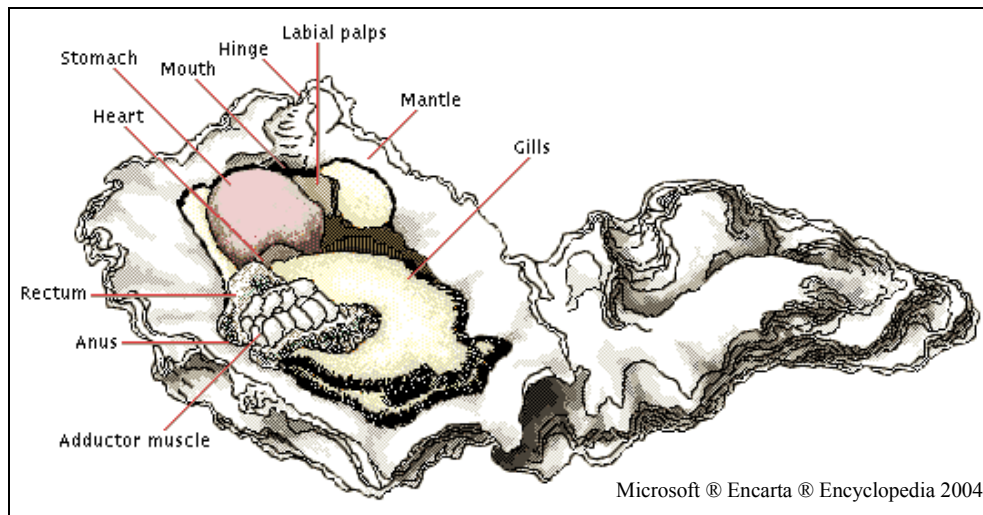 Labial palps
Hinge
Stomach
Mouth
Mantle
Heart
Gills
Rectum
Anus
Adductor muscle
Microsoft ® Encarta ® Encyclopedia 2004